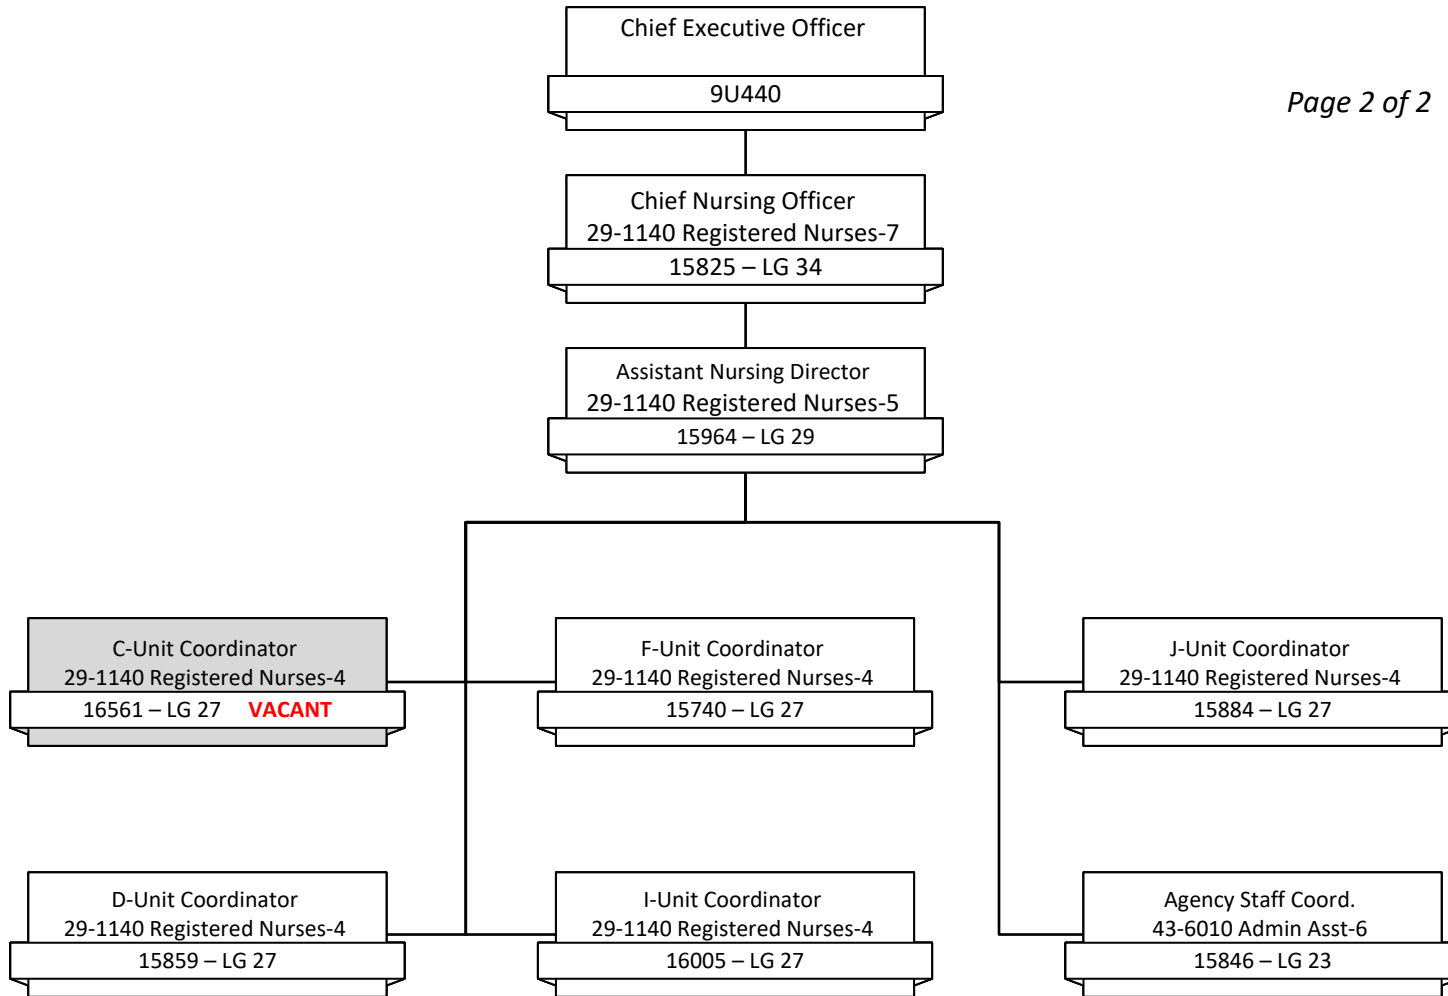 Chief Executive Officer
9U440
Page 2 of 2
Chief Nursing Officer
29-1140 Registered Nurses-7
15825 – LG 34
Assistant Nursing Director
29-1140 Registered Nurses-5
15964 – LG 29
C-Unit Coordinator
29-1140 Registered Nurses-4
16561 – LG 27 VACANT
F-Unit Coordinator
29-1140 Registered Nurses-4
15740 – LG 27
J-Unit Coordinator
29-1140 Registered Nurses-4
15884 – LG 27
D-Unit Coordinator
29-1140 Registered Nurses-4
15859 – LG 27
I-Unit Coordinator
29-1140 Registered Nurses-4
16005 – LG 27
Agency Staff Coord.
43-6010 Admin Asst-6
15846 – LG 23